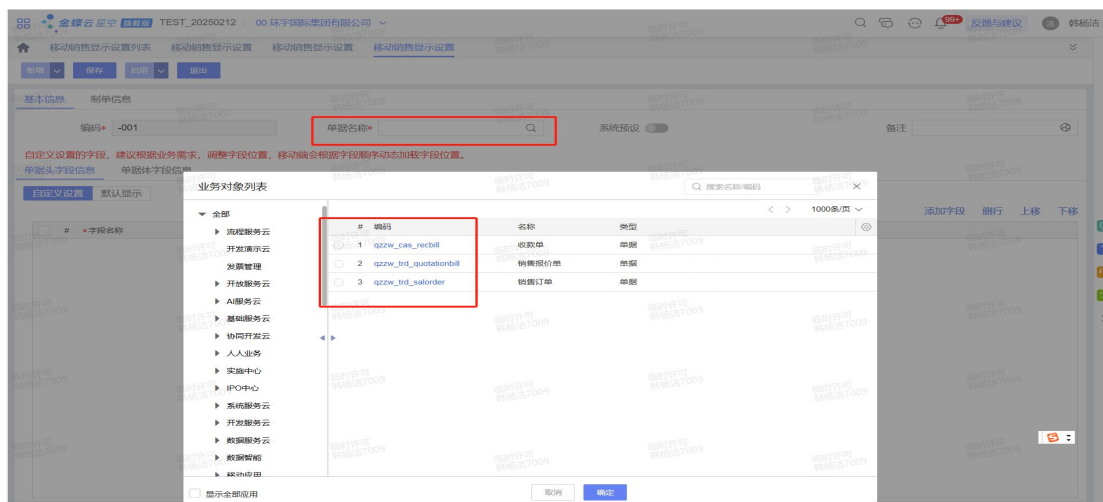 金蝶云 星空 旗舰版 TEST_20250212 00 环宇国际集团有限公司
99+ 反馈与建议 韩杨洁
移动销售显示设置列表 移动销售显示设置 移动销售显示设置 移动销售显示设置
新增 保存 启用 退出
基本信息 制单信息
编码* -001 单据名称* 系统预设 备注
自定义设置的字段，建议根据业务需求，调整字段位置，移动端会根据字段顺序动态加载字段位置。
单据头字段信息 单据体字段信息
自定义设置 默认显示
添加字段 删行 上移 下移
# *字段名称
业务对象列表 搜索名称/编码
1000条/页
全部
流程服务云
开发演示云
发票管理
开放服务云
AI服务云
基础服务云
协同开发云
人人业务
实施中心
IPO中心
系统服务云
开发服务云
数据服务云
数据智能
移动应用
# 编码 名称 类型
1 qzzw_cas_recbill 收款单 单据
2 qzzw_trd_quotationbill 销售报价单 单据
3 qzzw_trd_salorder 销售订单 单据
显示全部应用 取消 确定